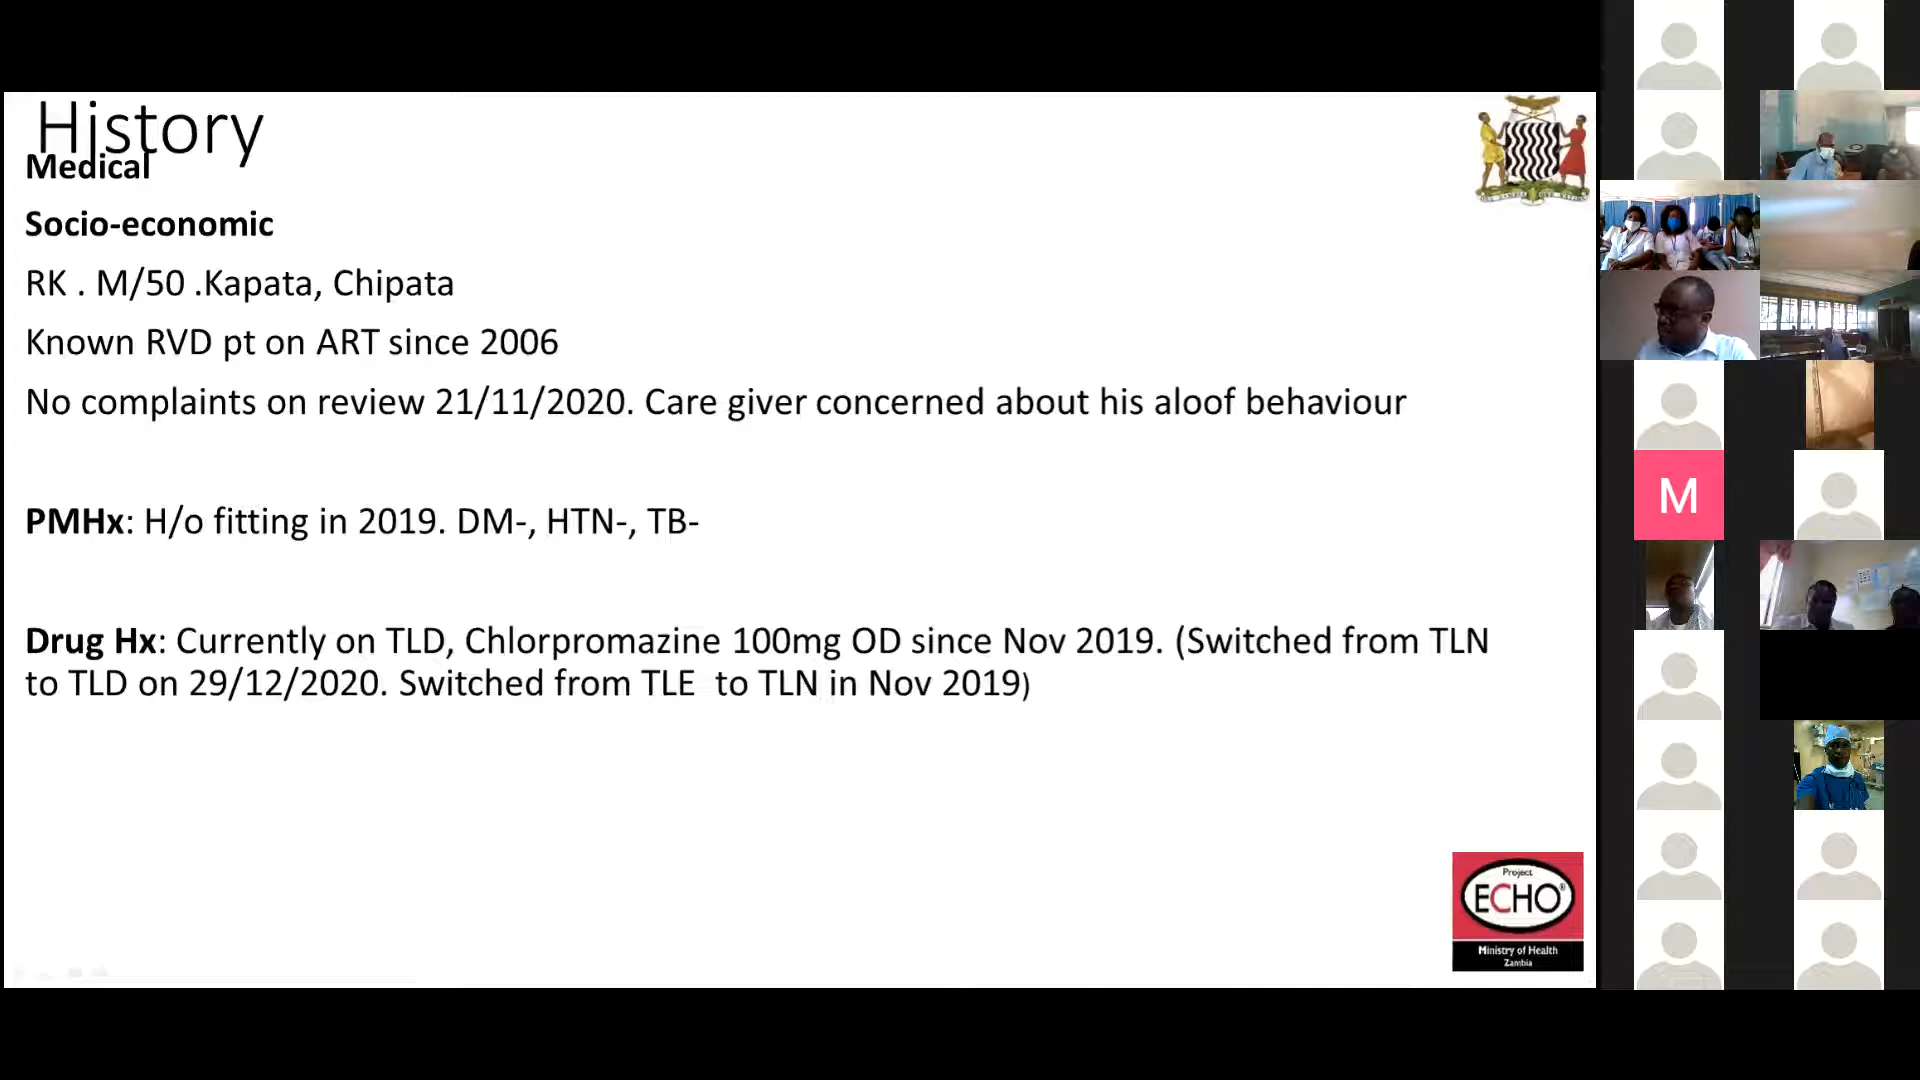 History
Medical
Socio-economic
RK . M/50 .Kapata, Chipata
Known RVD pt on ART since 2006
No complaints on review 21/11/2020. Care giver concerned about his aloof behaviour
PMHx: H/o fitting in 2019. DM-, HTN-, TB-
Drug Hx: Currently on TLD, Chlorpromazine 100mg OD since Nov 2019. (Switched from TLN
to TLD on 29/12/2020. Switched from TLE to TLN in Nov 2019)
M
Project
ECHO®
Ministry of Health
Zambia